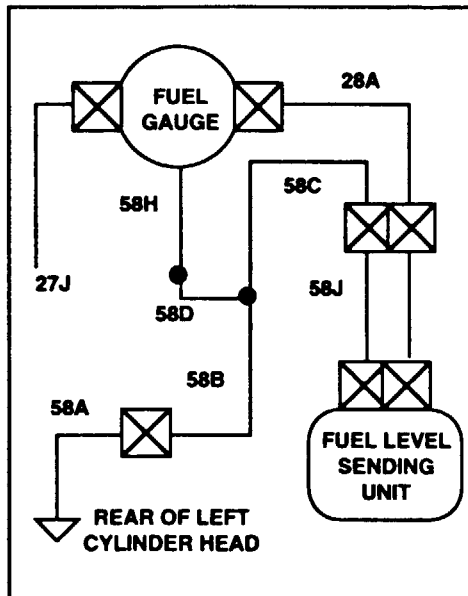 FUEL
GAUGE
28A
58H
58C
27J
58D
58J
58B
58A
REAR OF LEFT
CYLINDER HEAD
FUEL LEVEL
SENDING
UNIT